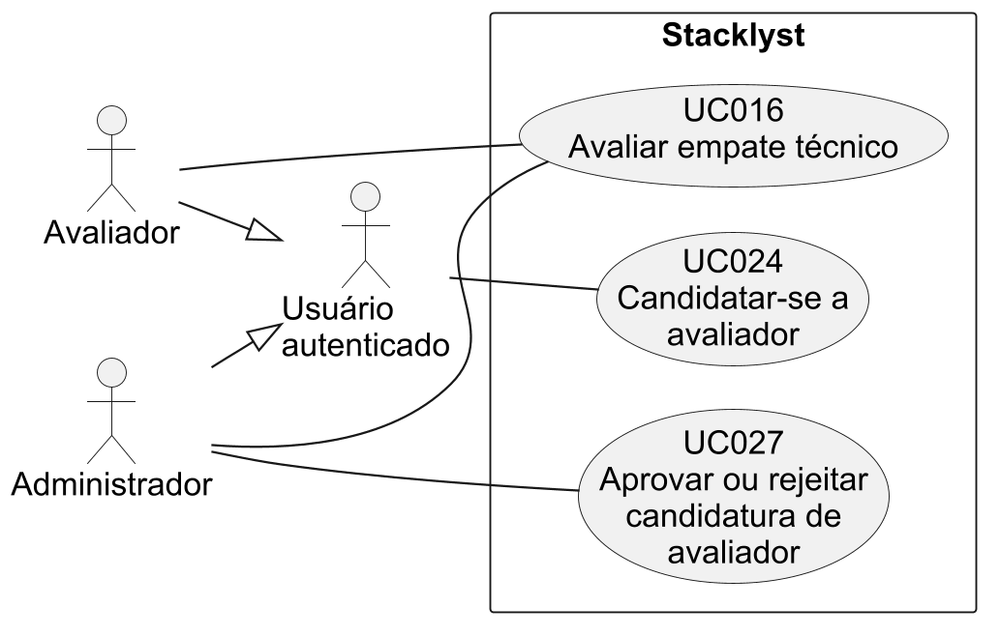 Stacklyst
UC016
Avaliar empate técnico
Avaliador
UC024
Candidatar-se a
avaliador
Usuário
autenticado
UC027
Aprovar ou rejeitar
candidatura de
avaliador
Administrador